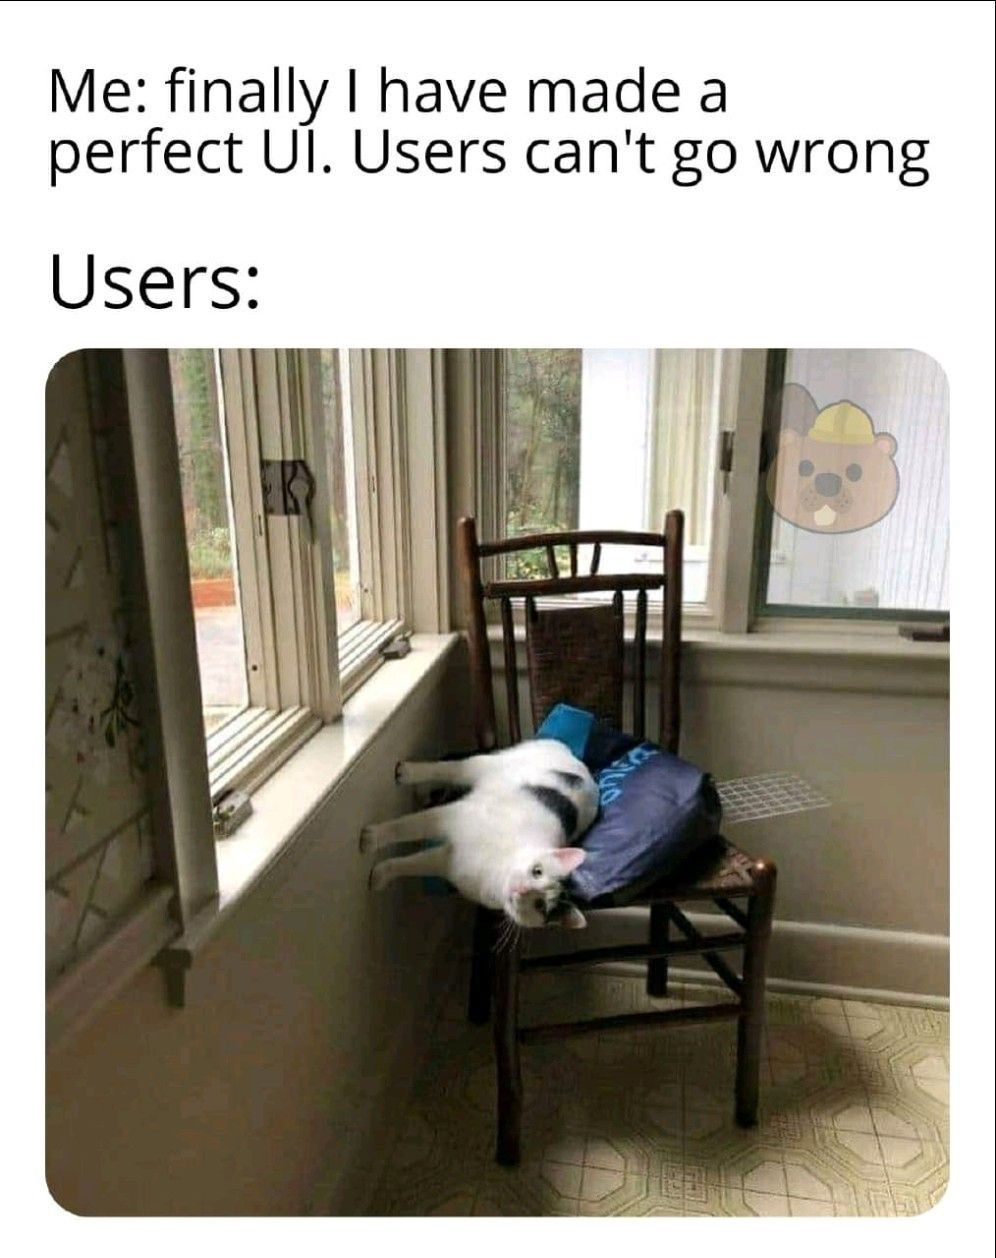 Me: finally I have made a
perfect UI. Users can't go wrong
Users: